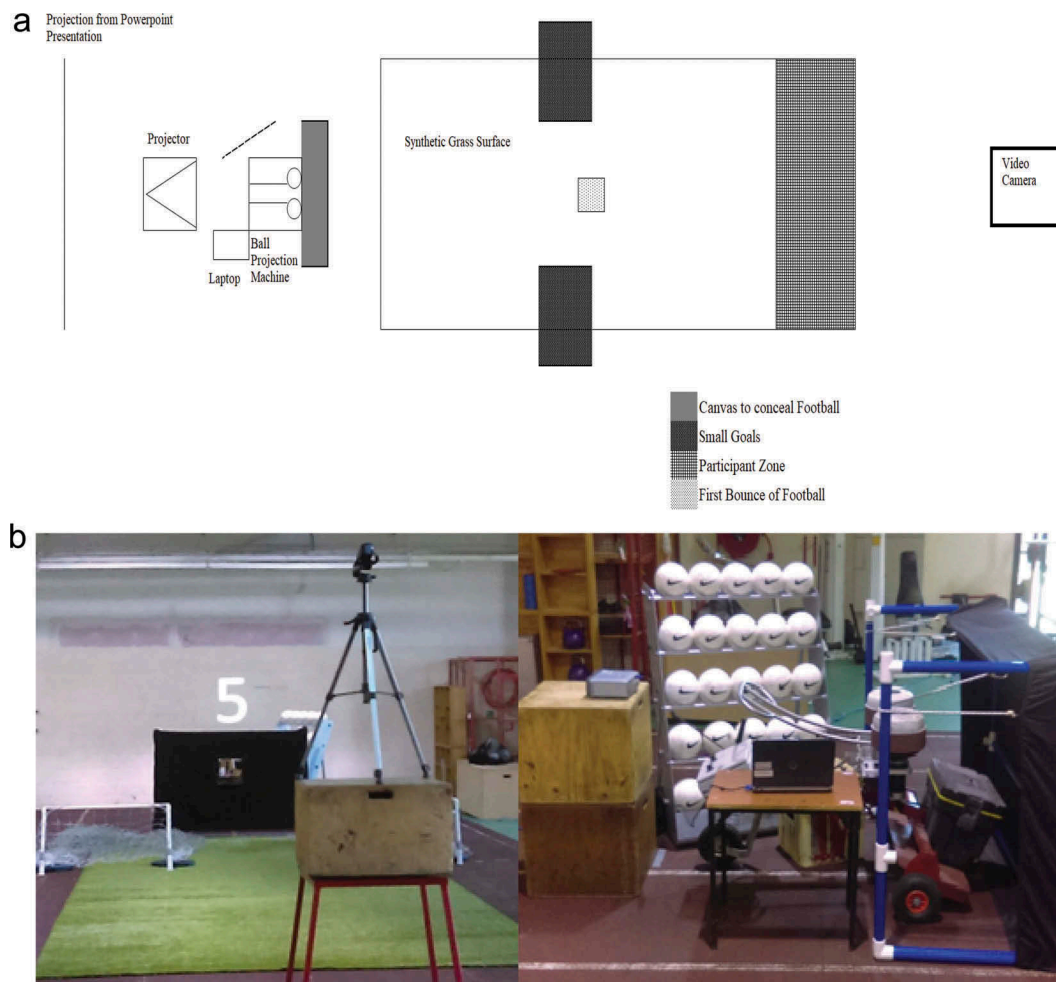 a
Projection from Powerpoint
Presentation
Projector
Synthetic Grass Surface
Video
Camera
Laptop
Ball
Projection
Machine
Canvas to conceal Football
Small Goals
Participant Zone
First Bounce of Football
b
5